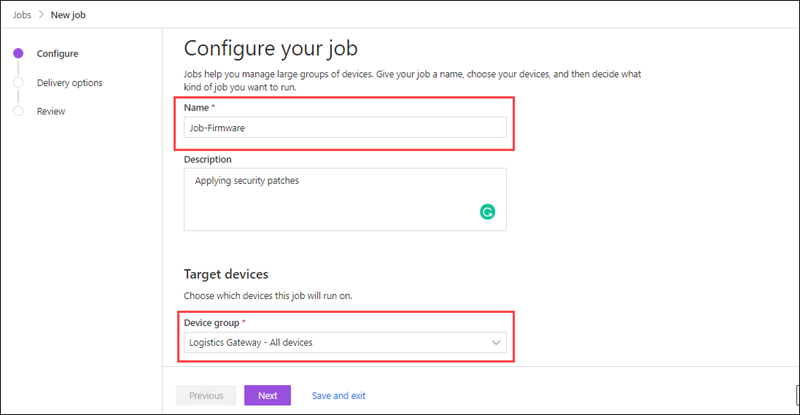 Jobs > New job
Configure
Delivery options
Review
Configure your job
Jobs help you manage large groups of devices. Give your job a name, choose your devices, and then decide what
kind of job you want to run.
Name *
Job-Firmware
Description
Applying security patches
Target devices
Choose which devices this job will run on.
Device group *
Logistics Gateway - All devices
Previous
Next
Save and exit